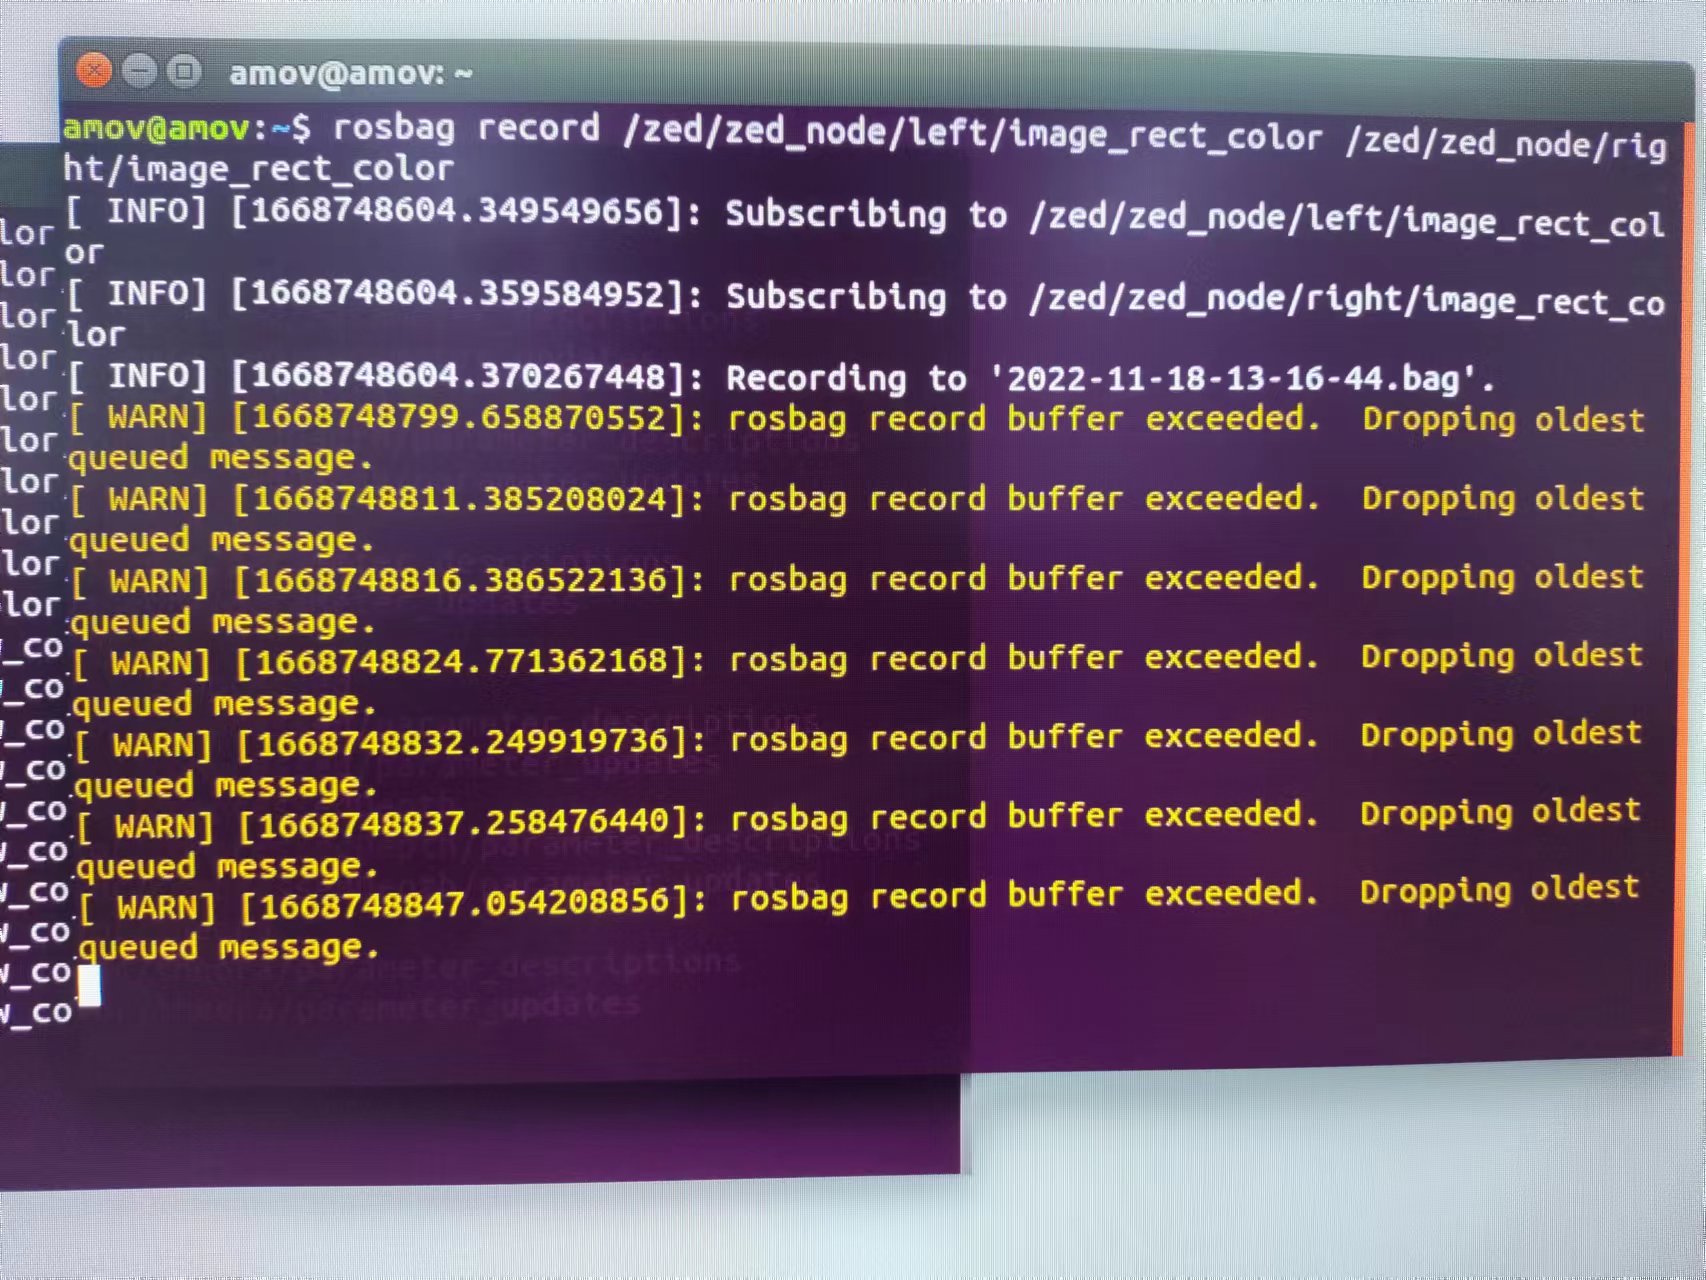 amov@amov: ~
amov@amov:~$ rosbag record /zed/zed_node/left/image_rect_color /zed/zed_node/rig
ht/image_rect_color
[ INFO] [1668748604.349549656]: Subscribing to /zed/zed_node/left/image_rect_col
or
[ INFO] [1668748604.359584952]: Subscribing to /zed/zed_node/right/image_rect_co
lor
[ INFO] [1668748604.370267448]: Recording to '2022-11-18-13-16-44.bag'.
[ WARN] [1668748799.658870552]: rosbag record buffer exceeded.  Dropping oldest
queued message.
[ WARN] [1668748811.385208024]: rosbag record buffer exceeded.  Dropping oldest
queued message.
[ WARN] [1668748816.386522136]: rosbag record buffer exceeded.  Dropping oldest
queued message.
[ WARN] [1668748824.771362168]: rosbag record buffer exceeded.  Dropping oldest
queued message.
[ WARN] [1668748832.249919736]: rosbag record buffer exceeded.  Dropping oldest
queued message.
[ WARN] [1668748837.258476440]: rosbag record buffer exceeded.  Dropping oldest
queued message.
[ WARN] [1668748847.054208856]: rosbag record buffer exceeded.  Dropping oldest
queued message.
lor
lor
lor
lor
lor
lor
lor
lor
lor
lor
_co
_co
_co
_co
_co
_co
_co
_co
_co
_co